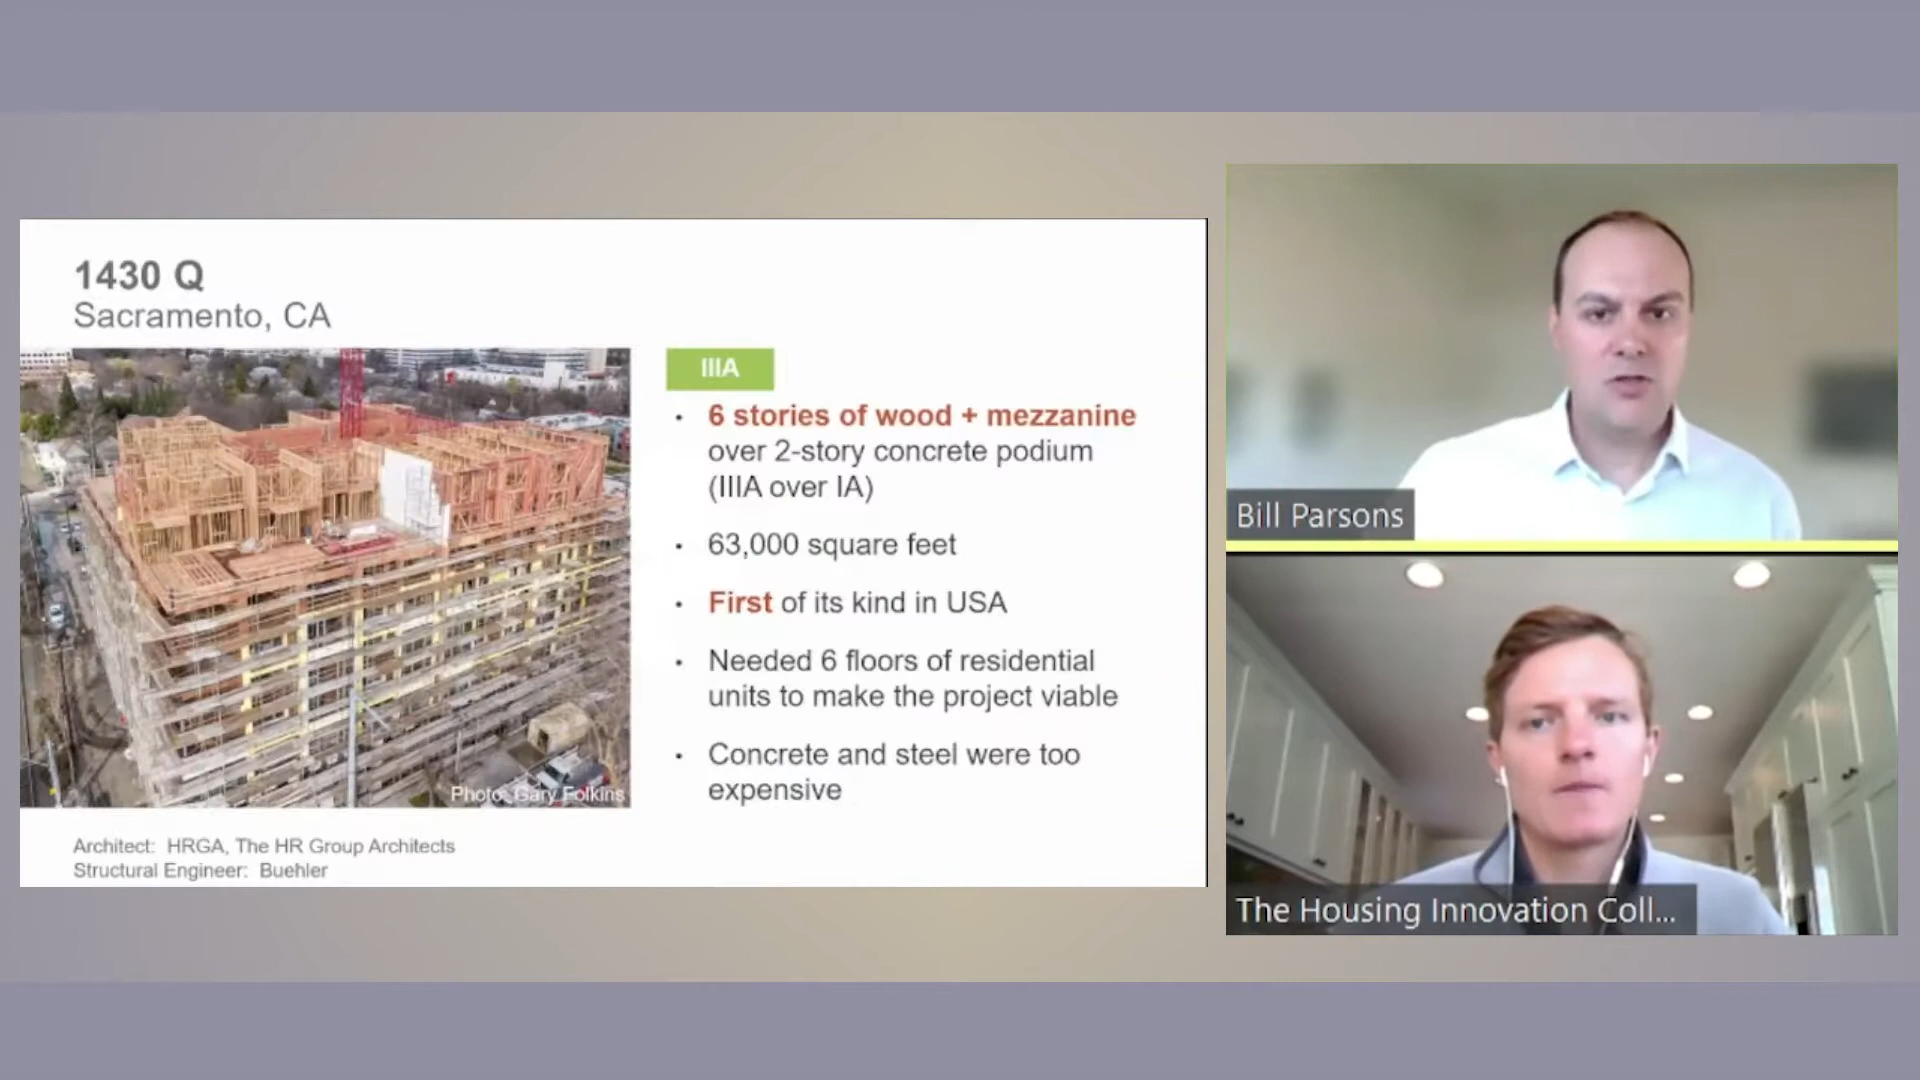 1430 Q
Sacramento, CA
IIIA
• 6 stories of wood + mezzanine
over 2-story concrete podium
(IIIA over IA)
• 63,000 square feet
• First of its kind in USA
• Needed 6 floors of residential
units to make the project viable
• Concrete and steel were too
expensive
Photo: Gary Folkins
Architect: HRGA, The HR Group Architects
Structural Engineer: Buehler
Bill Parsons
The Housing Innovation Coll...